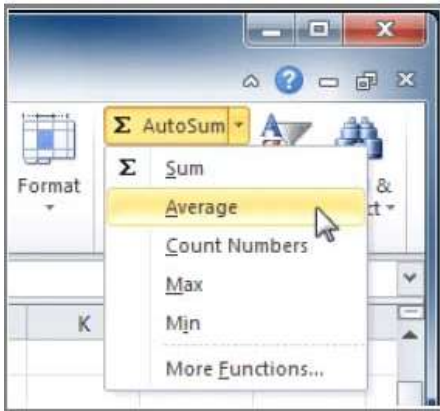 Σ AutoSum
Format
Σ Sum
&
Average
Count Numbers
Max
K
Min
More Functions...